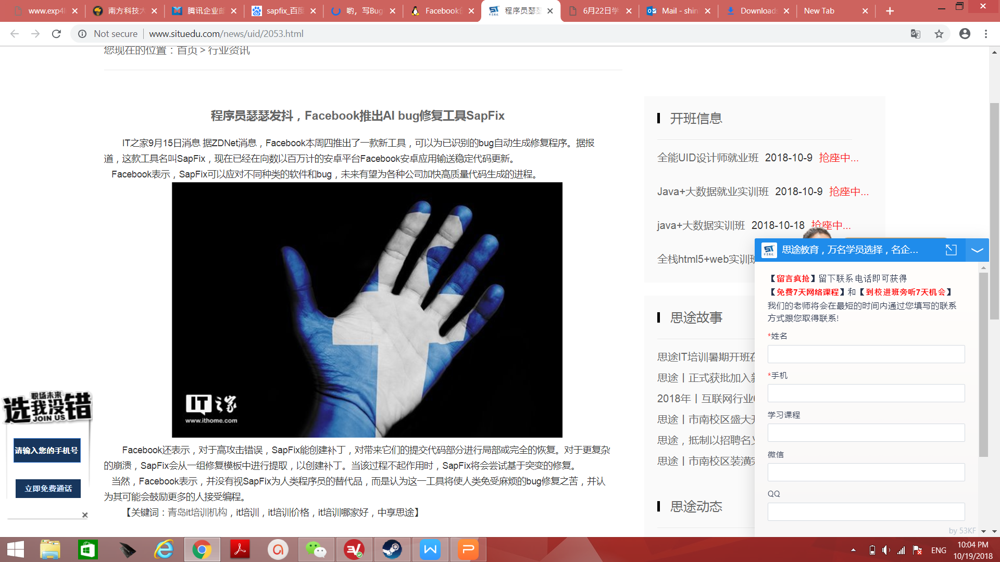 www.exp4l
南方科技大
腾讯企业邮
sapfix_百度
哟，写Bug
Facebook
程序员瑟瑟
6月22日学
Mail - shin
Downloads
New Tab
Not secure
www.situedu.com/news/uid/2053.html
您现在的位置：首页 > 行业资讯
程序员瑟瑟发抖，Facebook推出AI bug修复工具SapFix
IT之家9月15日消息 据ZDNet消息，Facebook本周四推出了一款新工具，可以为已识别的bug自动生成修复程序。据报
道，这款工具名叫SapFix，现在已经在向数以百万计的安卓平台Facebook安卓应用输送稳定代码更新。
Facebook表示，SapFix可以应对不同种类的软件和bug，未来有望为各种公司加快高质量代码生成的进程。
IT之家
www.ithome.com
Facebook还表示，对于高攻击错误，SapFix能创建补丁，对带来它们的提交代码部分进行局部或完全的恢复。对于更复杂
的崩溃，SapFix会从一组修复模板中进行提取，以创建补丁。当该过程不起作用时，SapFix将会尝试基于突变的修复。
当然，Facebook表示，并没有视SapFix为人类程序员的替代品，而是认为这一工具将使人类免受麻烦的bug修复之苦，并认
为其可能会鼓励更多的人接受编程。
【关键词：青岛it培训机构，it培训，it培训价格，it培训哪家好，中享思途】
职场未来
选我没错
JOIN US
请输入您的手机号
立即免费通话
开班信息
全能UID设计师就业班 2018-10-9 抢座中...
Java+大数据就业实训班 2018-10-9 抢座中...
java+大数据实训班 2018-10-18 抢座中...
全栈html5+web实训班
思途故事
思途IT培训暑期开班在
思途丨正式获批加入新
2018年丨互联网行业
思途丨市南校区盛大开
思途，抵制以招聘名义
思途丨市南校区装潢完
思途动态
思途教育，万名学员选择，名企...
【留言疯抢】留下联系电话即可获得
【免费7天网络课程】和【到校进班旁听7天机会】
我们的老师将会在最短的时间内通过您填写的联系
方式跟您取得联系!
*姓名
*手机
学习课程
微信
QQ
by 53KF
ENG
10:04 PM
10/19/2018